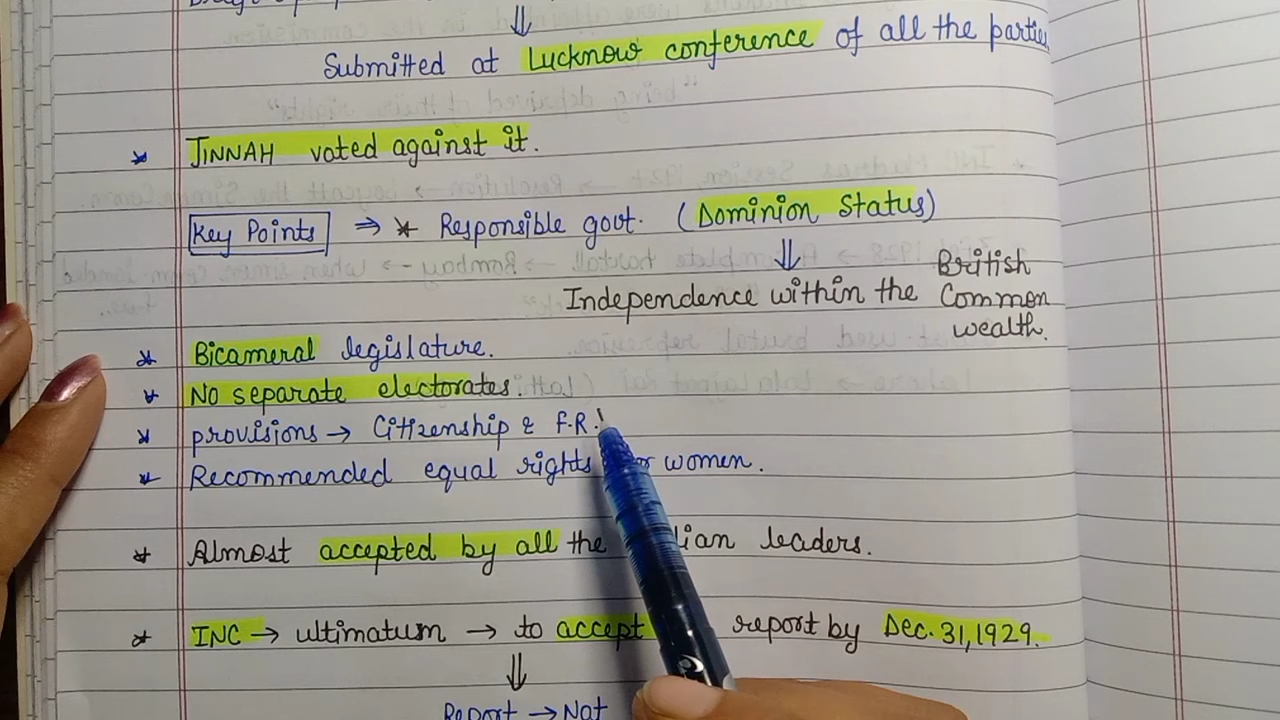 ⇓
Submitted at Lucknow conference of all the parties
* JINNAH voted against it.
Key Points ⇒ * Responsible govt. (Dominion Status)
⇓
Independence within the British Common wealth.
* Bicameral legislature.
* No separate electorates.
* provisions → Citizenship & F.R.
* Recommended equal rights women.
* Almost accepted by all the leaders.
* INC → ultimatum → to accept report by Dec. 31, 1929.
⇓
Report → Not